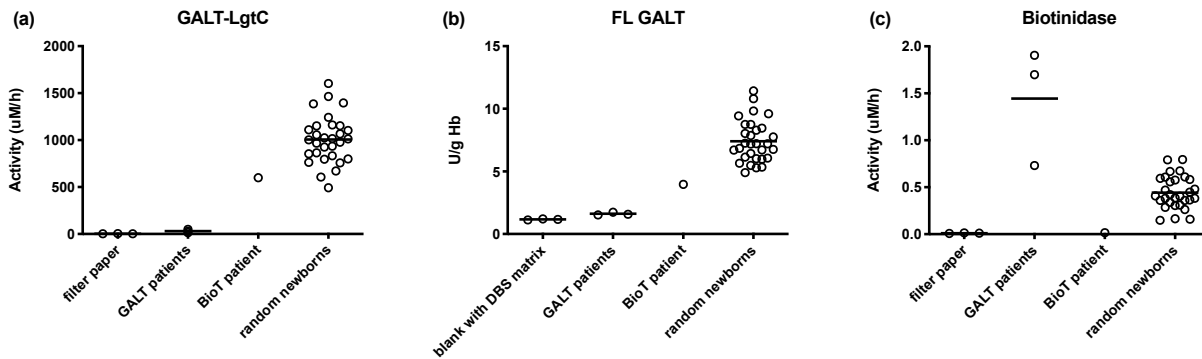 (a)
GALT-LgtC
Activity (uM/h)
2000
1500
1000
500
0
filter paper
GALT patients
BioT patient
random newborns
(b)
FL GALT
U/g Hb
15
10
5
0
blank with DBS matrix
GALT patients
BioT patient
random newborns
(c)
Biotinidase
Activity (uM/h)
2.0
1.5
1.0
0.5
0.0
filter paper
GALT patients
BioT patient
random newborns